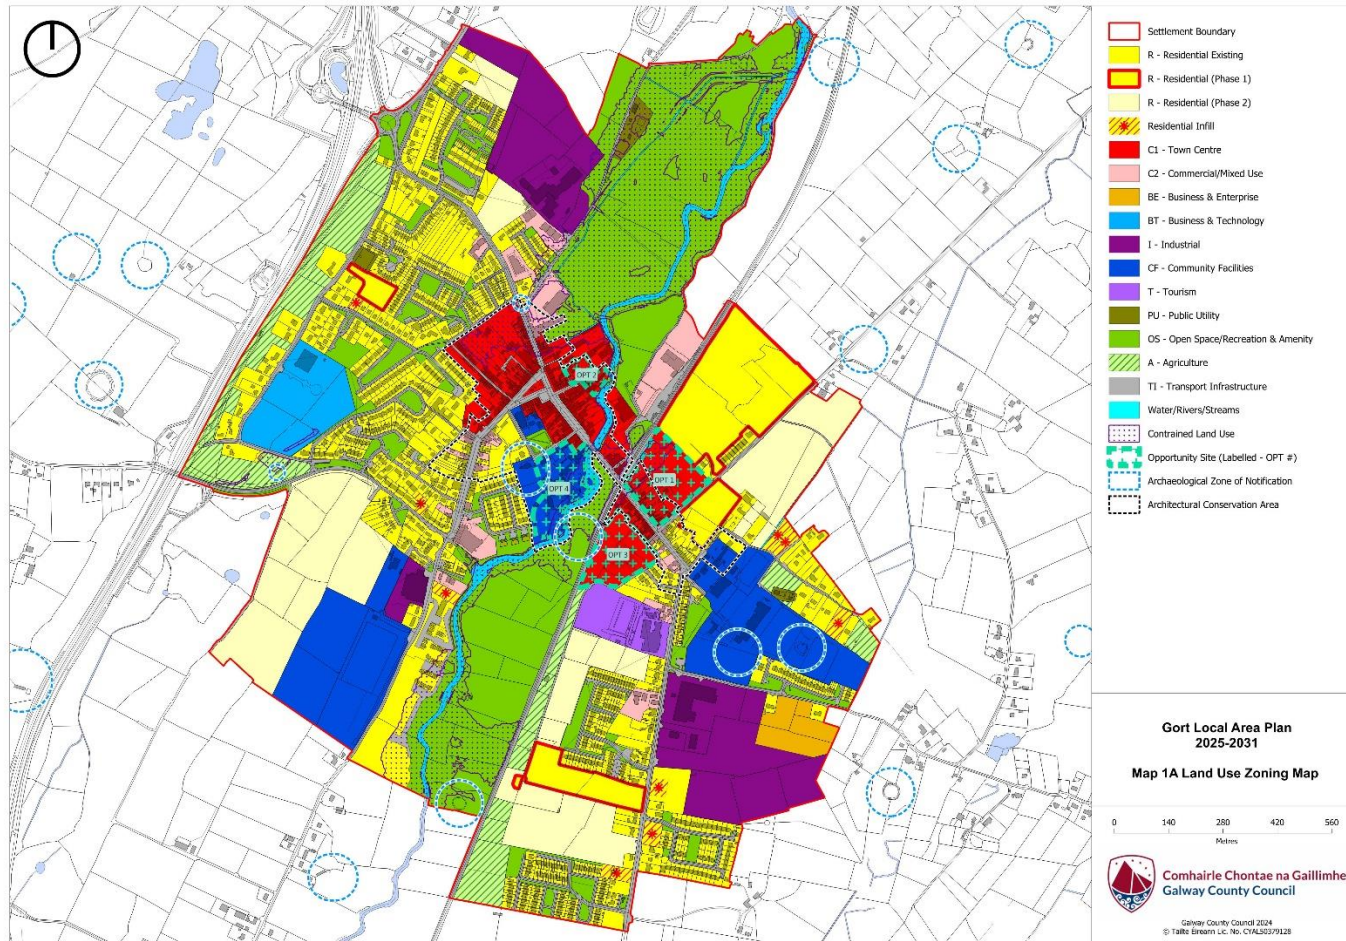 Settlement Boundary
R - Residential Existing
R - Residential (Phase 1)
R - Residential (Phase 2)
Residential Infill
C1 - Town Centre
C2 - Commercial/Mixed Use
BE - Business & Enterprise
BT - Business & Technology
I - Industrial
CF - Community Facilities
T - Tourism
PU - Public Utility
OS - Open Space/Recreation & Amenity
A - Agriculture
TI - Transport Infrastructure
Water/Rivers/Streams
Contrained Land Use
Opportunity Site (Labelled - OPT #)
Archaeological Zone of Notification
Architectural Conservation Area
OPT 2
OPT 1
OPT 4
OPT 3
Gort Local Area Plan
2025-2031
Map 1A Land Use Zoning Map
0 140 280 420 560
Metres
Comhairle Chontae na Gaillimhe
Galway County Council
Galway County Council 2024
© Tailte Éireann Lic. No. CYAL50379128